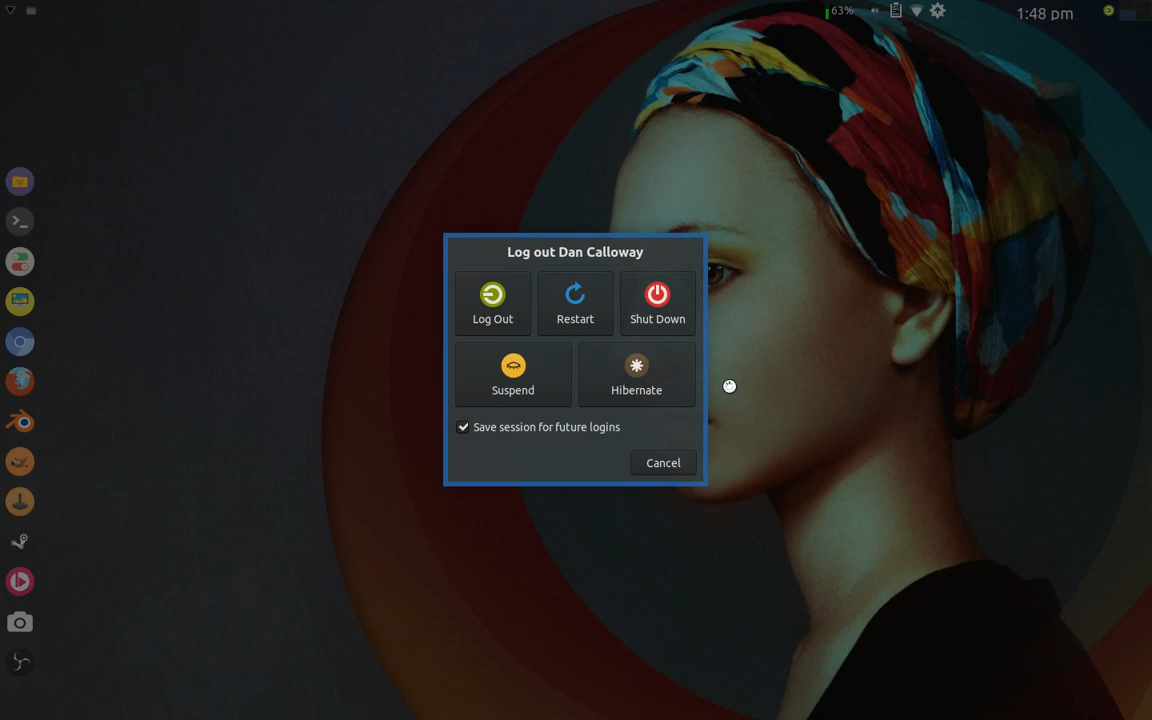 63%
1:48 pm
Log out Dan Calloway
Log Out Restart Shut Down
Suspend Hibernate
Save session for future logins
Cancel